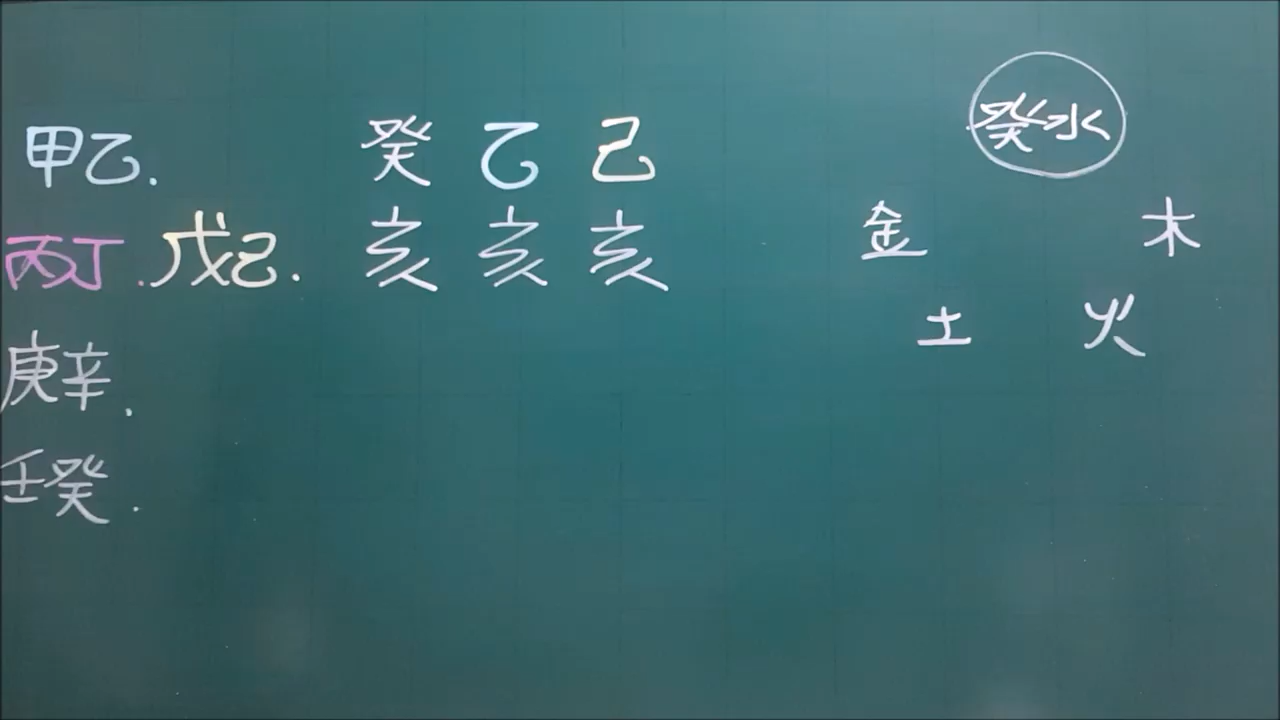 甲乙.
丙丁.戊己.
庚辛.
壬癸.
癸乙己
亥亥亥
癸水
金 木
土 火